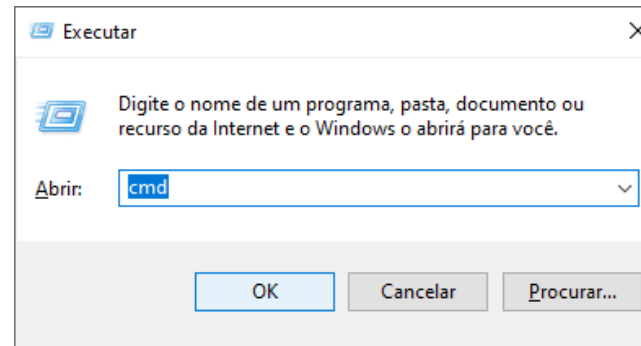 Executar
Digite o nome de um programa, pasta, documento ou
recurso da Internet e o Windows o abrirá para você.
Abrir:
cmd
OK
Cancelar
Procurar...